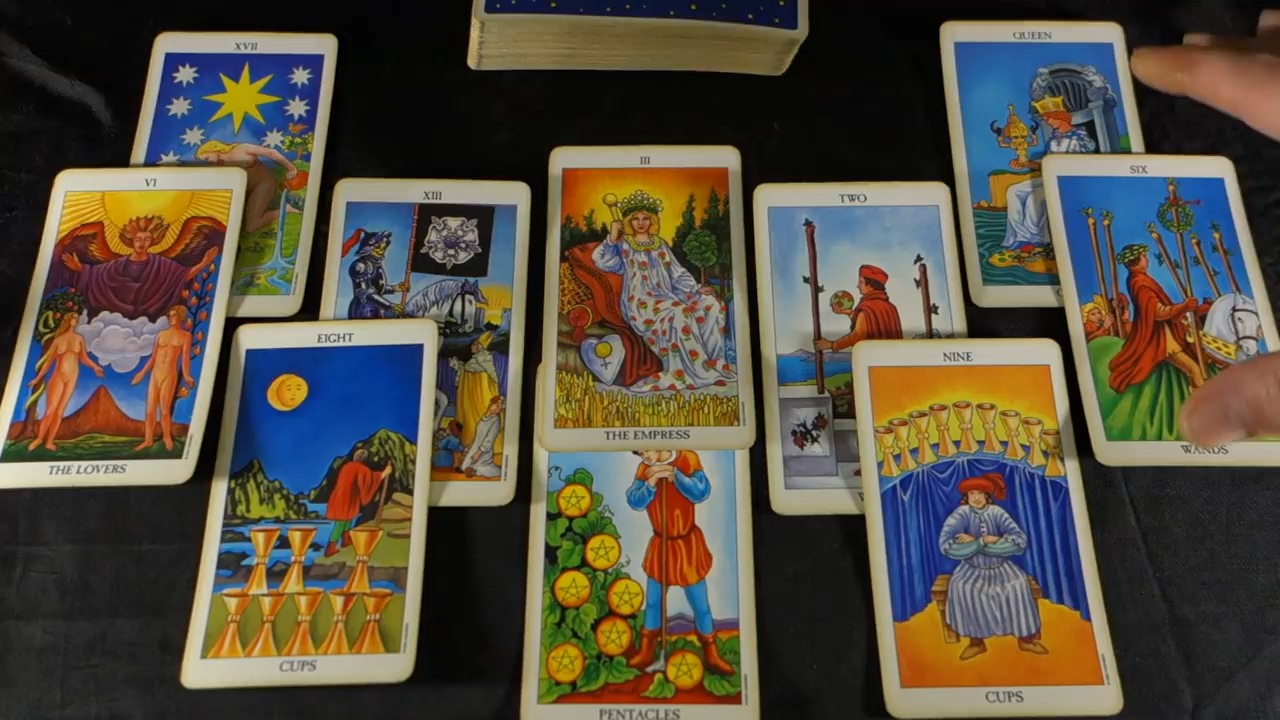 XVII
QUEEN
VI
XIII
III
TWO
SIX
EIGHT
NINE
THE EMPRESS
WANDS
THE LOVERS
CUPS
CUPS
PENTACLES